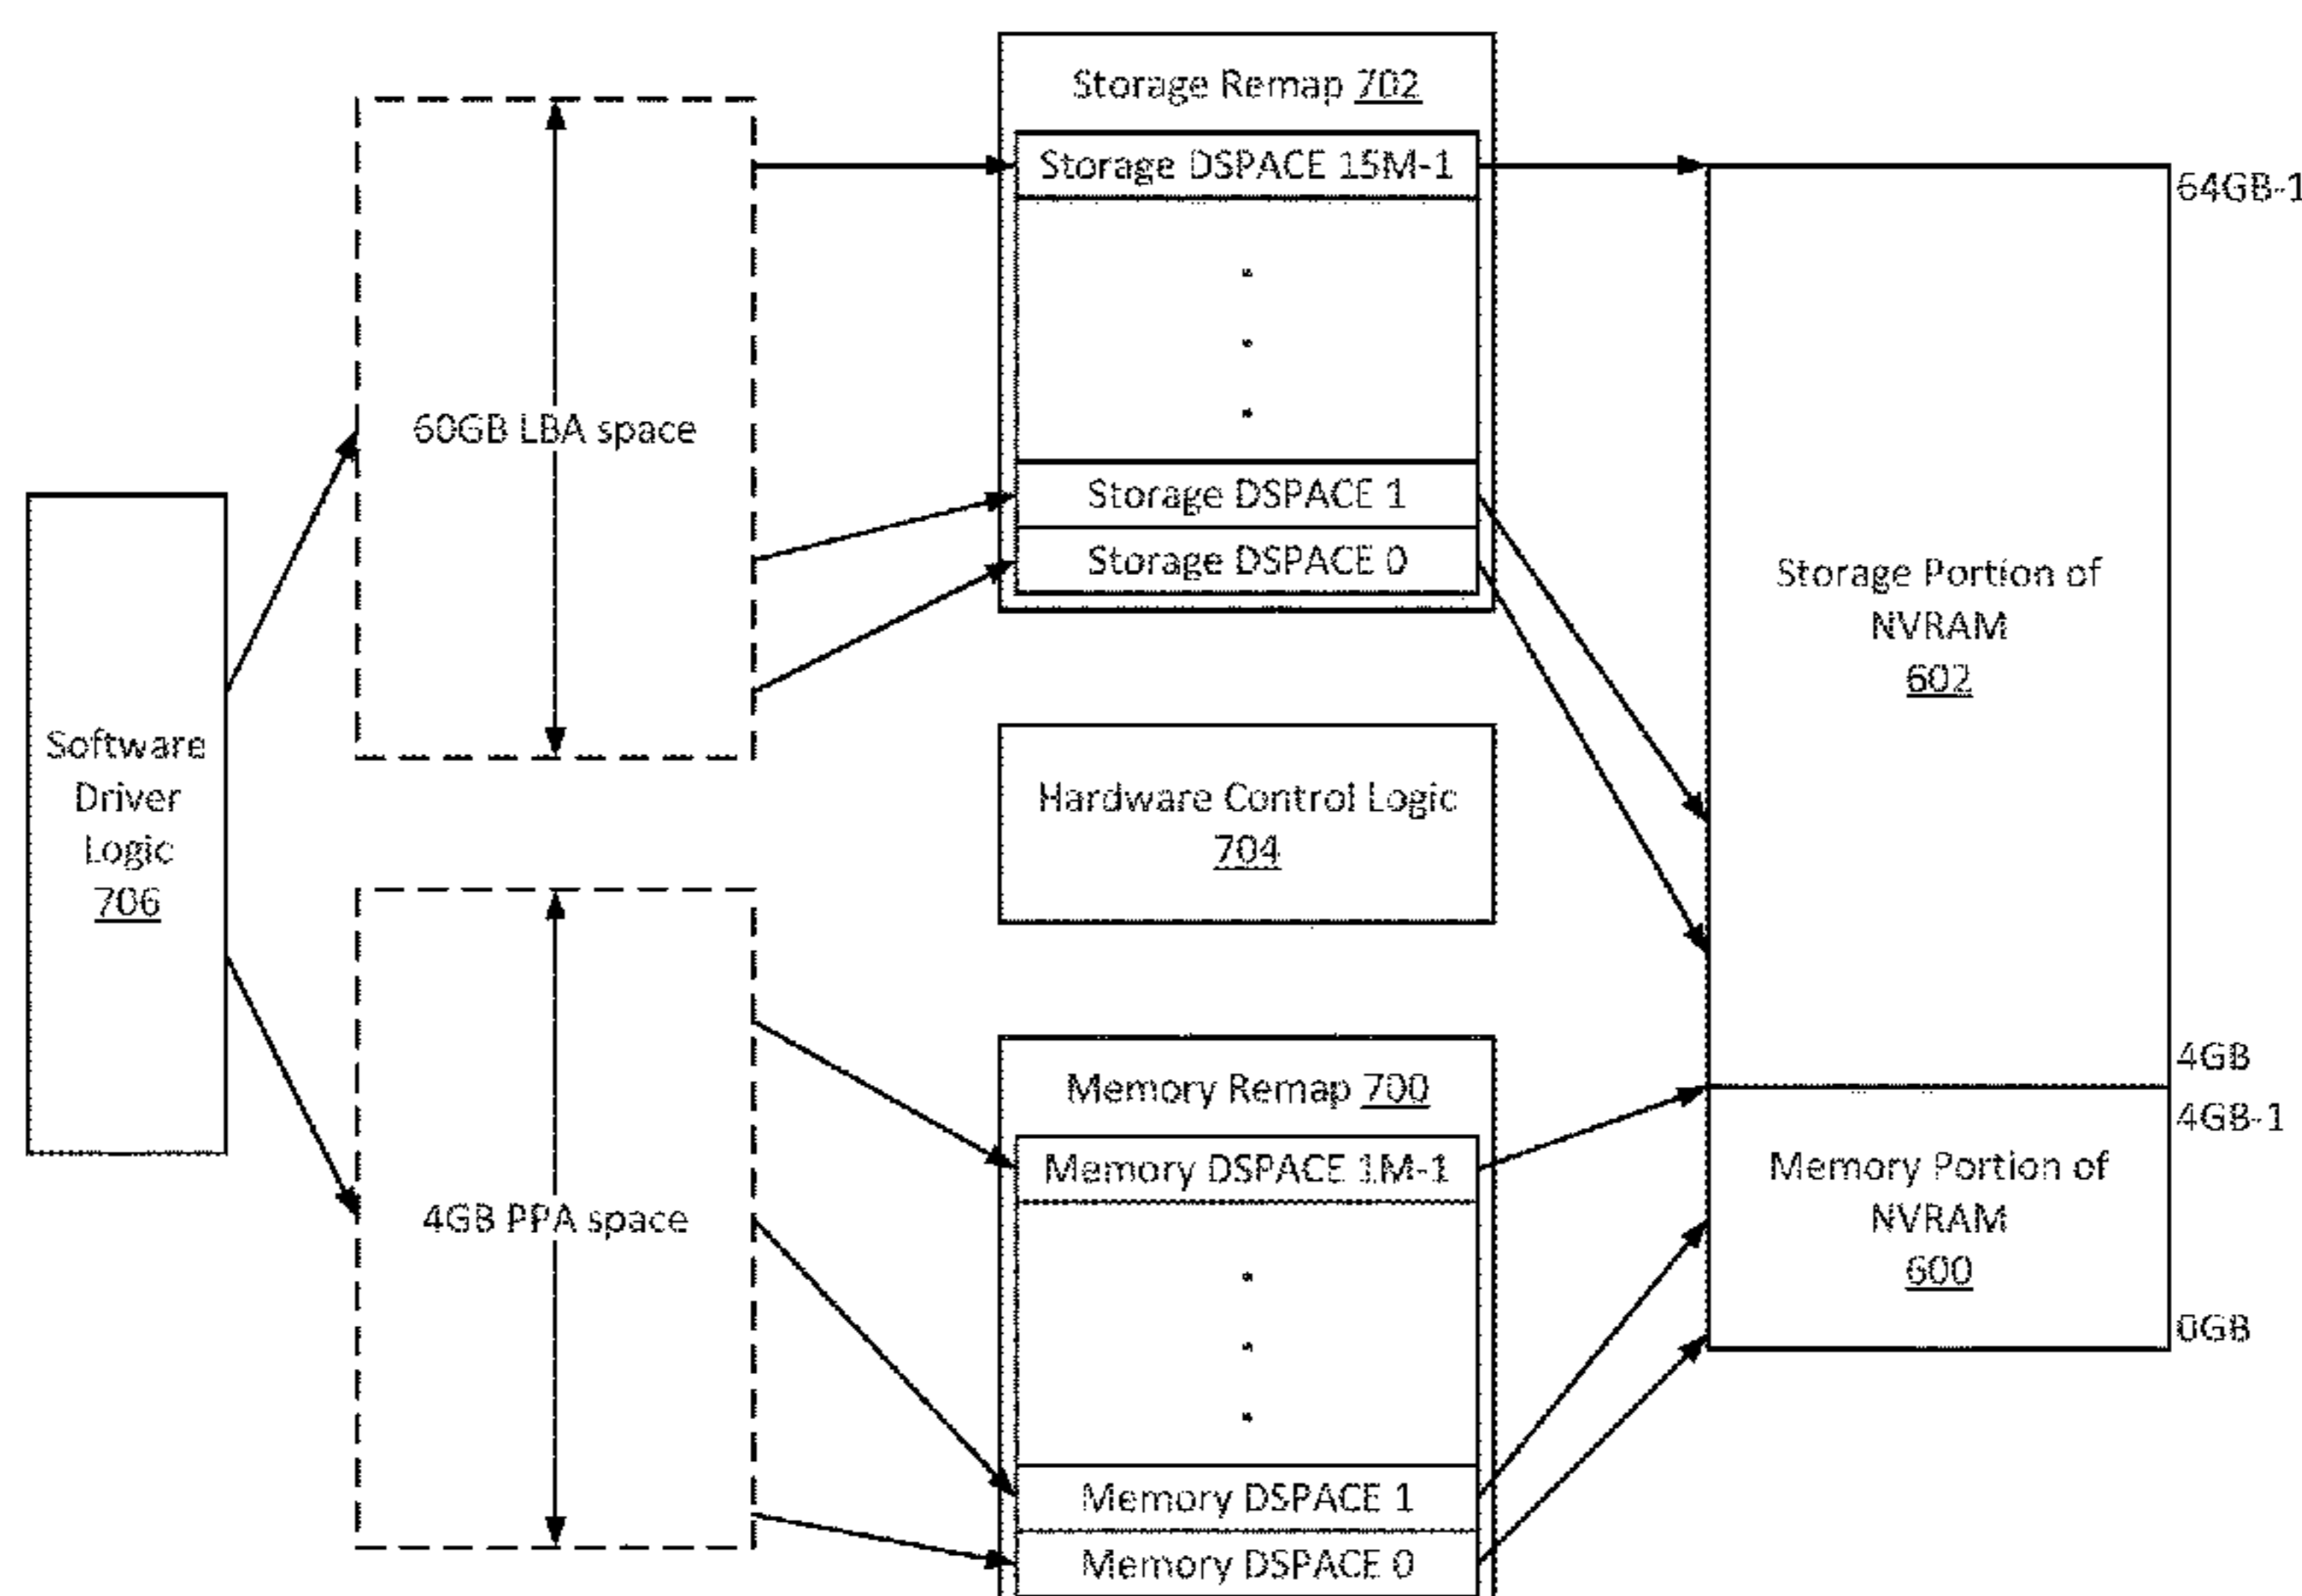 Storage Remap 702
Storage DSPACE 15M-1
64GB-1
60GB LBA space
Storage DSPACE 1
Storage DSPACE 0
Storage Portion of
NVRAM
602
Software
Driver
Logic
706
Hardware Control Logic
704
4GB
Memory Remap 700
4GB-1
Memory DSPACE 1M-1
Memory Portion of
NVRAM
600
4GB PPA space
0GB
Memory DSPACE 1
Memory DSPACE 0